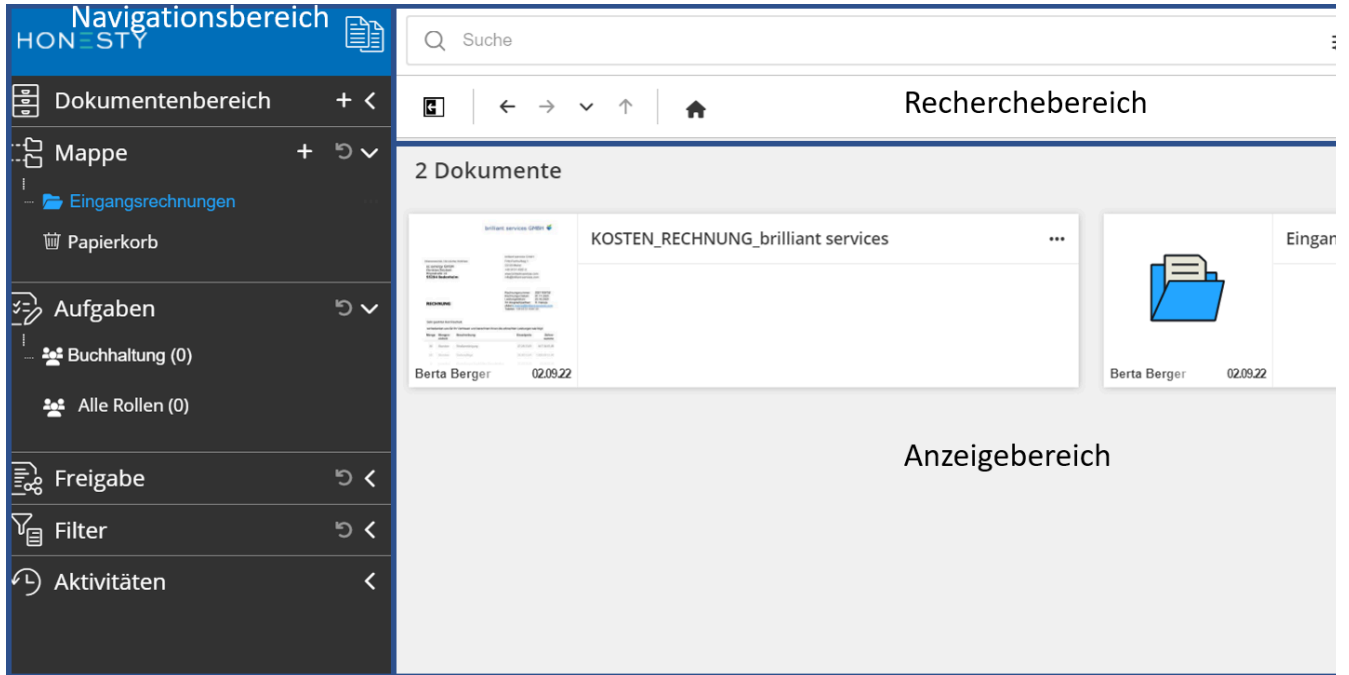 Navigationsbereich
HONESTY
Dokumentenbereich
Mappe
Eingangsrechnungen
Papierkorb
Aufgaben
Buchhaltung (0)
Alle Rollen (0)
Freigabe
Filter
Aktivitäten
Suche
Recherchebereich
2 Dokumente
brilliant services GMBH
RECHNUNG
Berta Berger 02.09.22
KOSTEN_RECHNUNG_brilliant services
Berta Berger 02.09.22
Eingan
Anzeigebereich